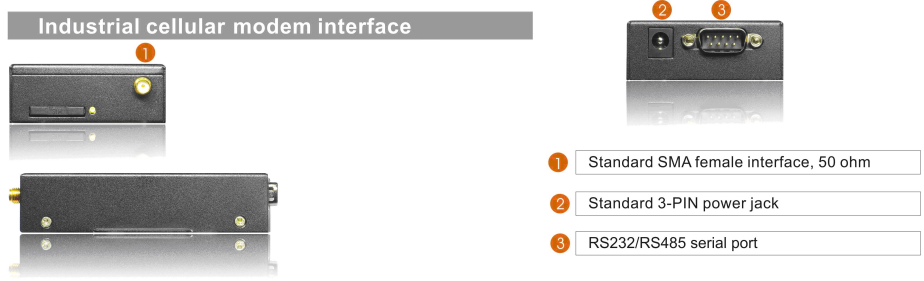 Industrial cellular modem interface
1
2 3
1 Standard SMA female interface, 50 ohm
2 Standard 3-PIN power jack
3 RS232/RS485 serial port